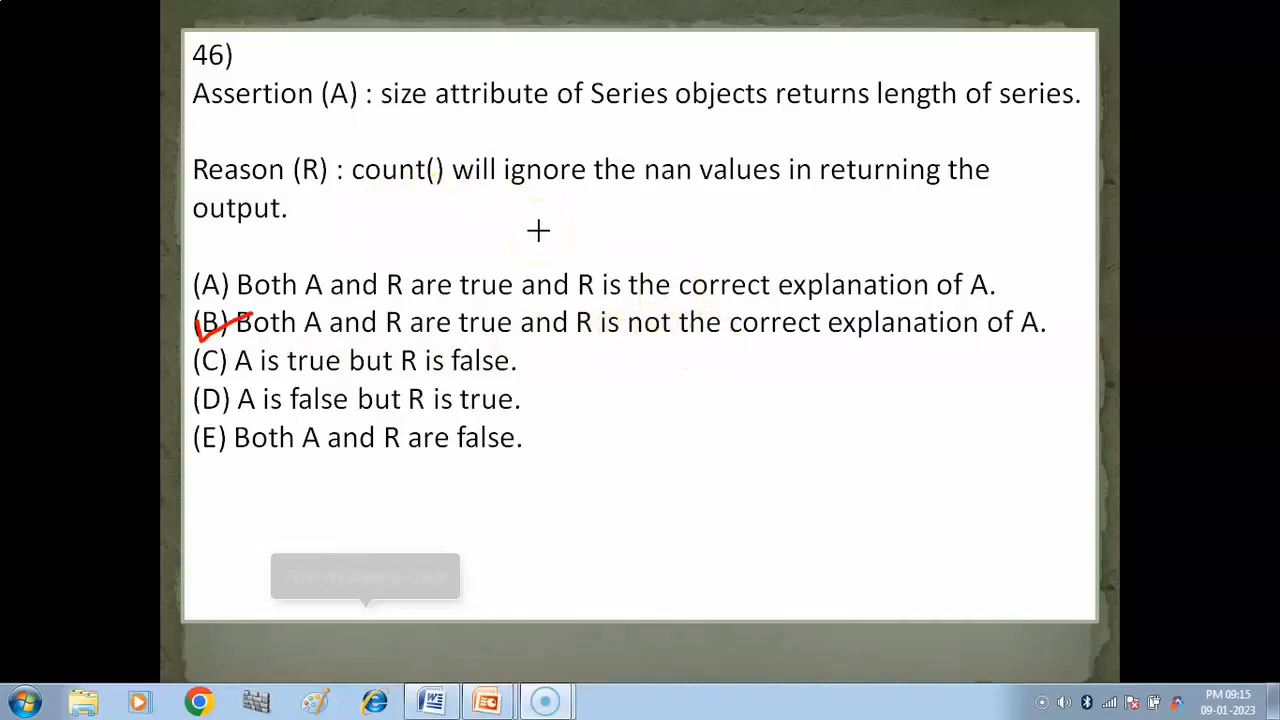 46)
Assertion (A) : size attribute of Series objects returns length of series.
Reason (R) : count() will ignore the nan values in returning the
output.
(A) Both A and R are true and R is the correct explanation of A.
(B) Both A and R are true and R is not the correct explanation of A.
(C) A is true but R is false.
(D) A is false but R is true.
(E) Both A and R are false.
PM 09:15
09-01-2023